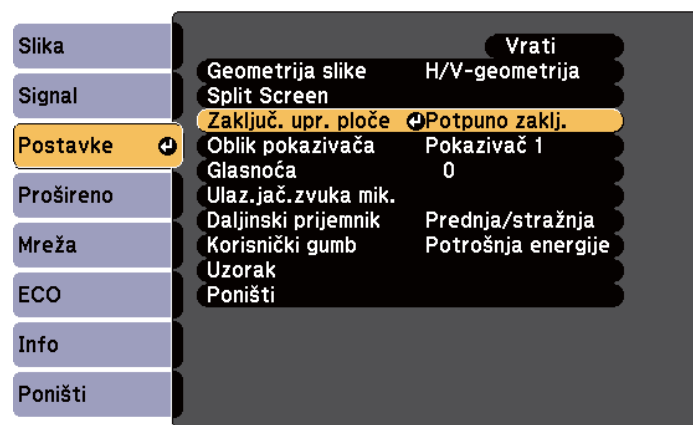 Slika
Signal
Postavke
Prošireno
Mreža
ECO
Info
Poništi
Vrati
Geometrija slike H/V-geometrija
Split Screen
Zaključ. upr. ploče Potpuno zaklj.
Oblik pokazivača Pokazivač 1
Glasnoća 0
Ulaz.jač.zvuka mik.
Daljinski prijemnik Prednja/stražnja
Korisnički gumb Potrošnja energije
Uzorak
Poništi